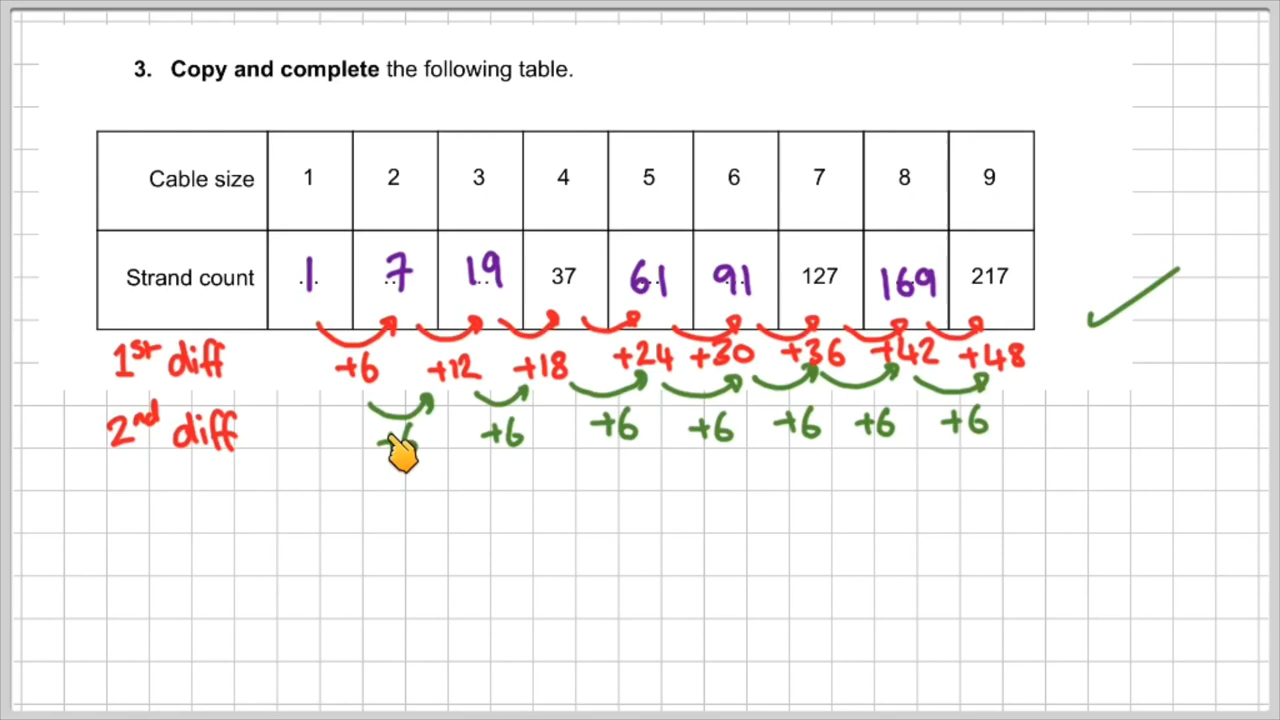 3. Copy and complete the following table.
Cable size 1 2 3 4 5 6 7 8 9
Strand count 1 7 19 37 61 91 127 169 217
1st diff +6 +12 +18 +24 +30 +36 +42 +48
2nd diff +6 +6 +6 +6 +6 +6 +6